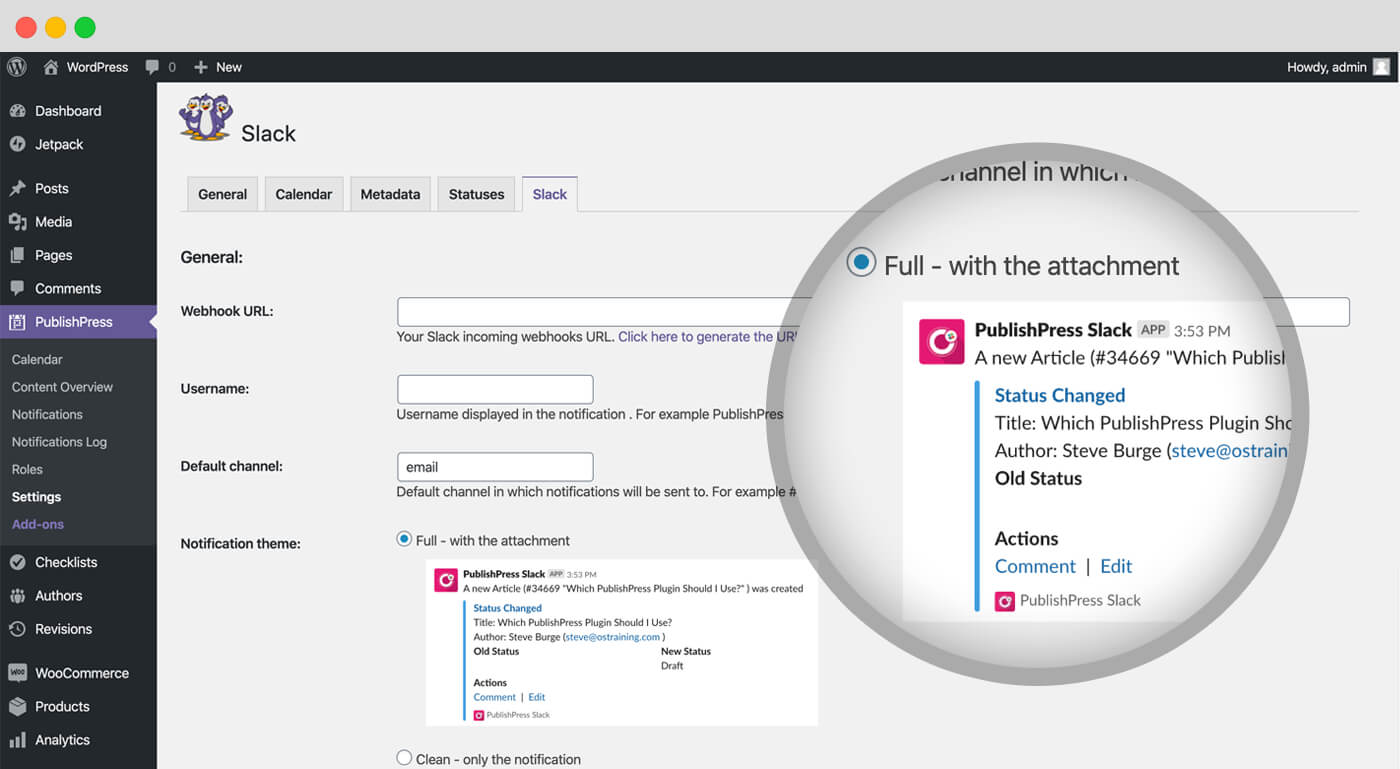 WordPress 0 New Howdy, admin
Dashboard
Jetpack
Posts
Media
Pages
Comments
PublishPress
Calendar
Content Overview
Notifications
Notifications Log
Roles
Settings
Add-ons
Checklists
Authors
Revisions
WooCommerce
Products
Analytics
Slack
General Calendar Metadata Statuses Slack
General:
Webhook URL:
Your Slack incoming webhooks URL. Click here to generate the URL
Username:
Username displayed in the notification . For example PublishPres
Default channel:
email
Default channel in which notifications will be sent to. For example #
Notification theme:
Full - with the attachment
PublishPress Slack APP 3:53 PM
A new Article (#34669 "Which PublishPress Plugin Should I Use?" ) was created
Status Changed
Title: Which PublishPress Plugin Should I Use?
Author: Steve Burge (steve@ostraining.com )
Old Status New Status
Draft
Actions
Comment | Edit
PublishPress Slack
Clean - only the notification
channel in which
Full - with the attachment
PublishPress Slack APP 3:53 PM
A new Article (#34669 "Which Publish
Status Changed
Title: Which PublishPress Plugin Sho
Author: Steve Burge (steve@ostrain
Old Status
Actions
Comment | Edit
PublishPress Slack